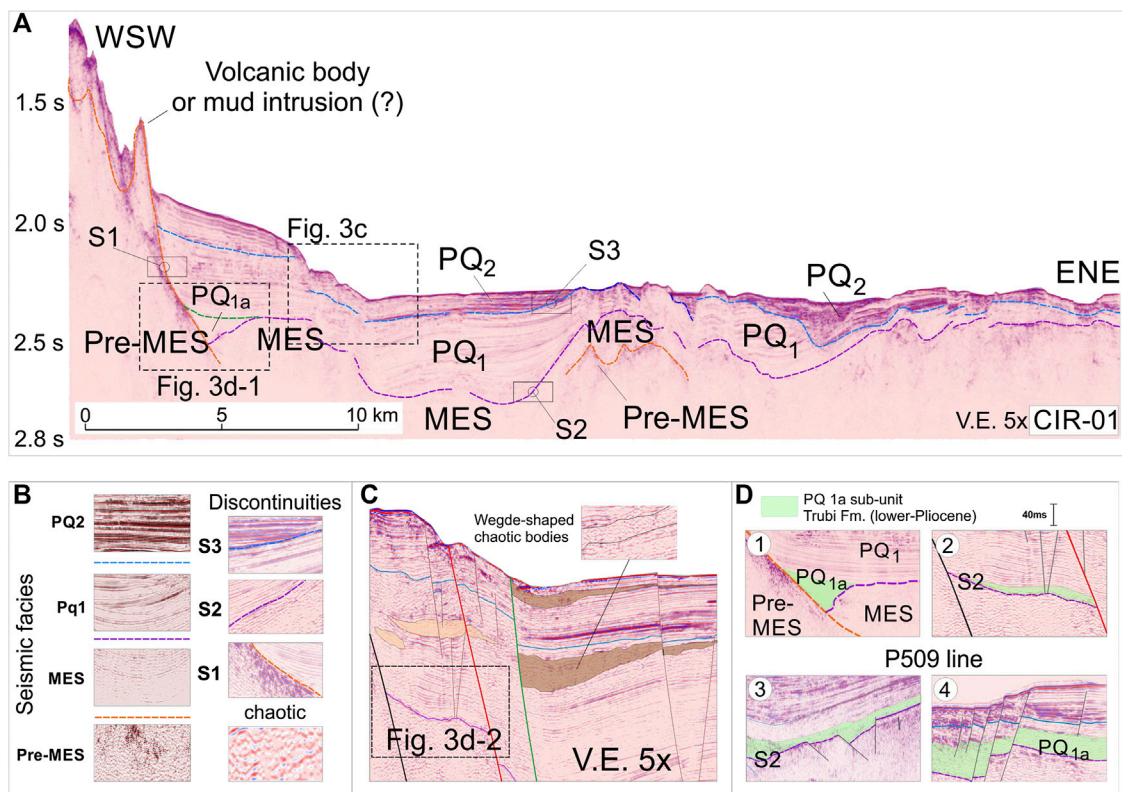 A
WSW
Volcanic body
or mud intrusion (?)
1.5 s
2.0 s
2.5 s
2.8 s
S1
Fig. 3c
PQ1a
Pre-MES
MES
Fig. 3d-1
PQ2
S3
PQ1
MES
S2
MES
Pre-MES
PQ2
PQ1
ENE
0 5 10 km
V.E. 5x CIR-01
B
Seismic facies
PQ2
Pq1
MES
Pre-MES
Discontinuities
S3
S2
S1
chaotic
C
Wegde-shaped
chaotic bodies
Fig. 3d-2
V.E. 5x
D
PQ 1a sub-unit
Trubi Fm. (lower-Pliocene)
40ms
1
PQ1
PQ1a
Pre-
MES
MES
2
S2
P509 line
3
S2
4
PQ1a